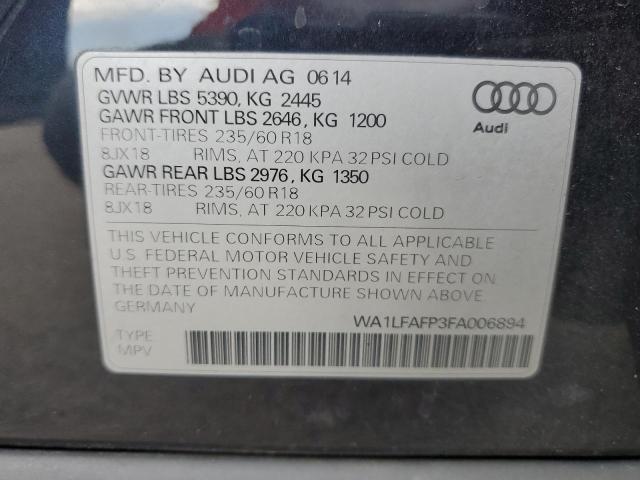 MFD. BY AUDI AG 0614
GVWR LBS 5390, KG 2445
GAWR FRONT LBS 2646, KG 1200
FRONT-TIRES 235/60 R18
8JX18 RIMS, AT 220 KPA 32 PSI COLD
GAWR REAR LBS 2976, KG 1350
REAR-TIRES 235/60 R18
8JX18 RIMS, AT 220 KPA 32 PSI COLD
Audi
THIS VEHICLE CONFORMS TO ALL APPLICABLE
U.S. FEDERAL MOTOR VEHICLE SAFETY AND
THEFT PREVENTION STANDARDS IN EFFECT ON
THE DATE OF MANUFACTURE SHOWN ABOVE.
GERMANY
WA1LFAFP3FA006894
TYPE
MPV